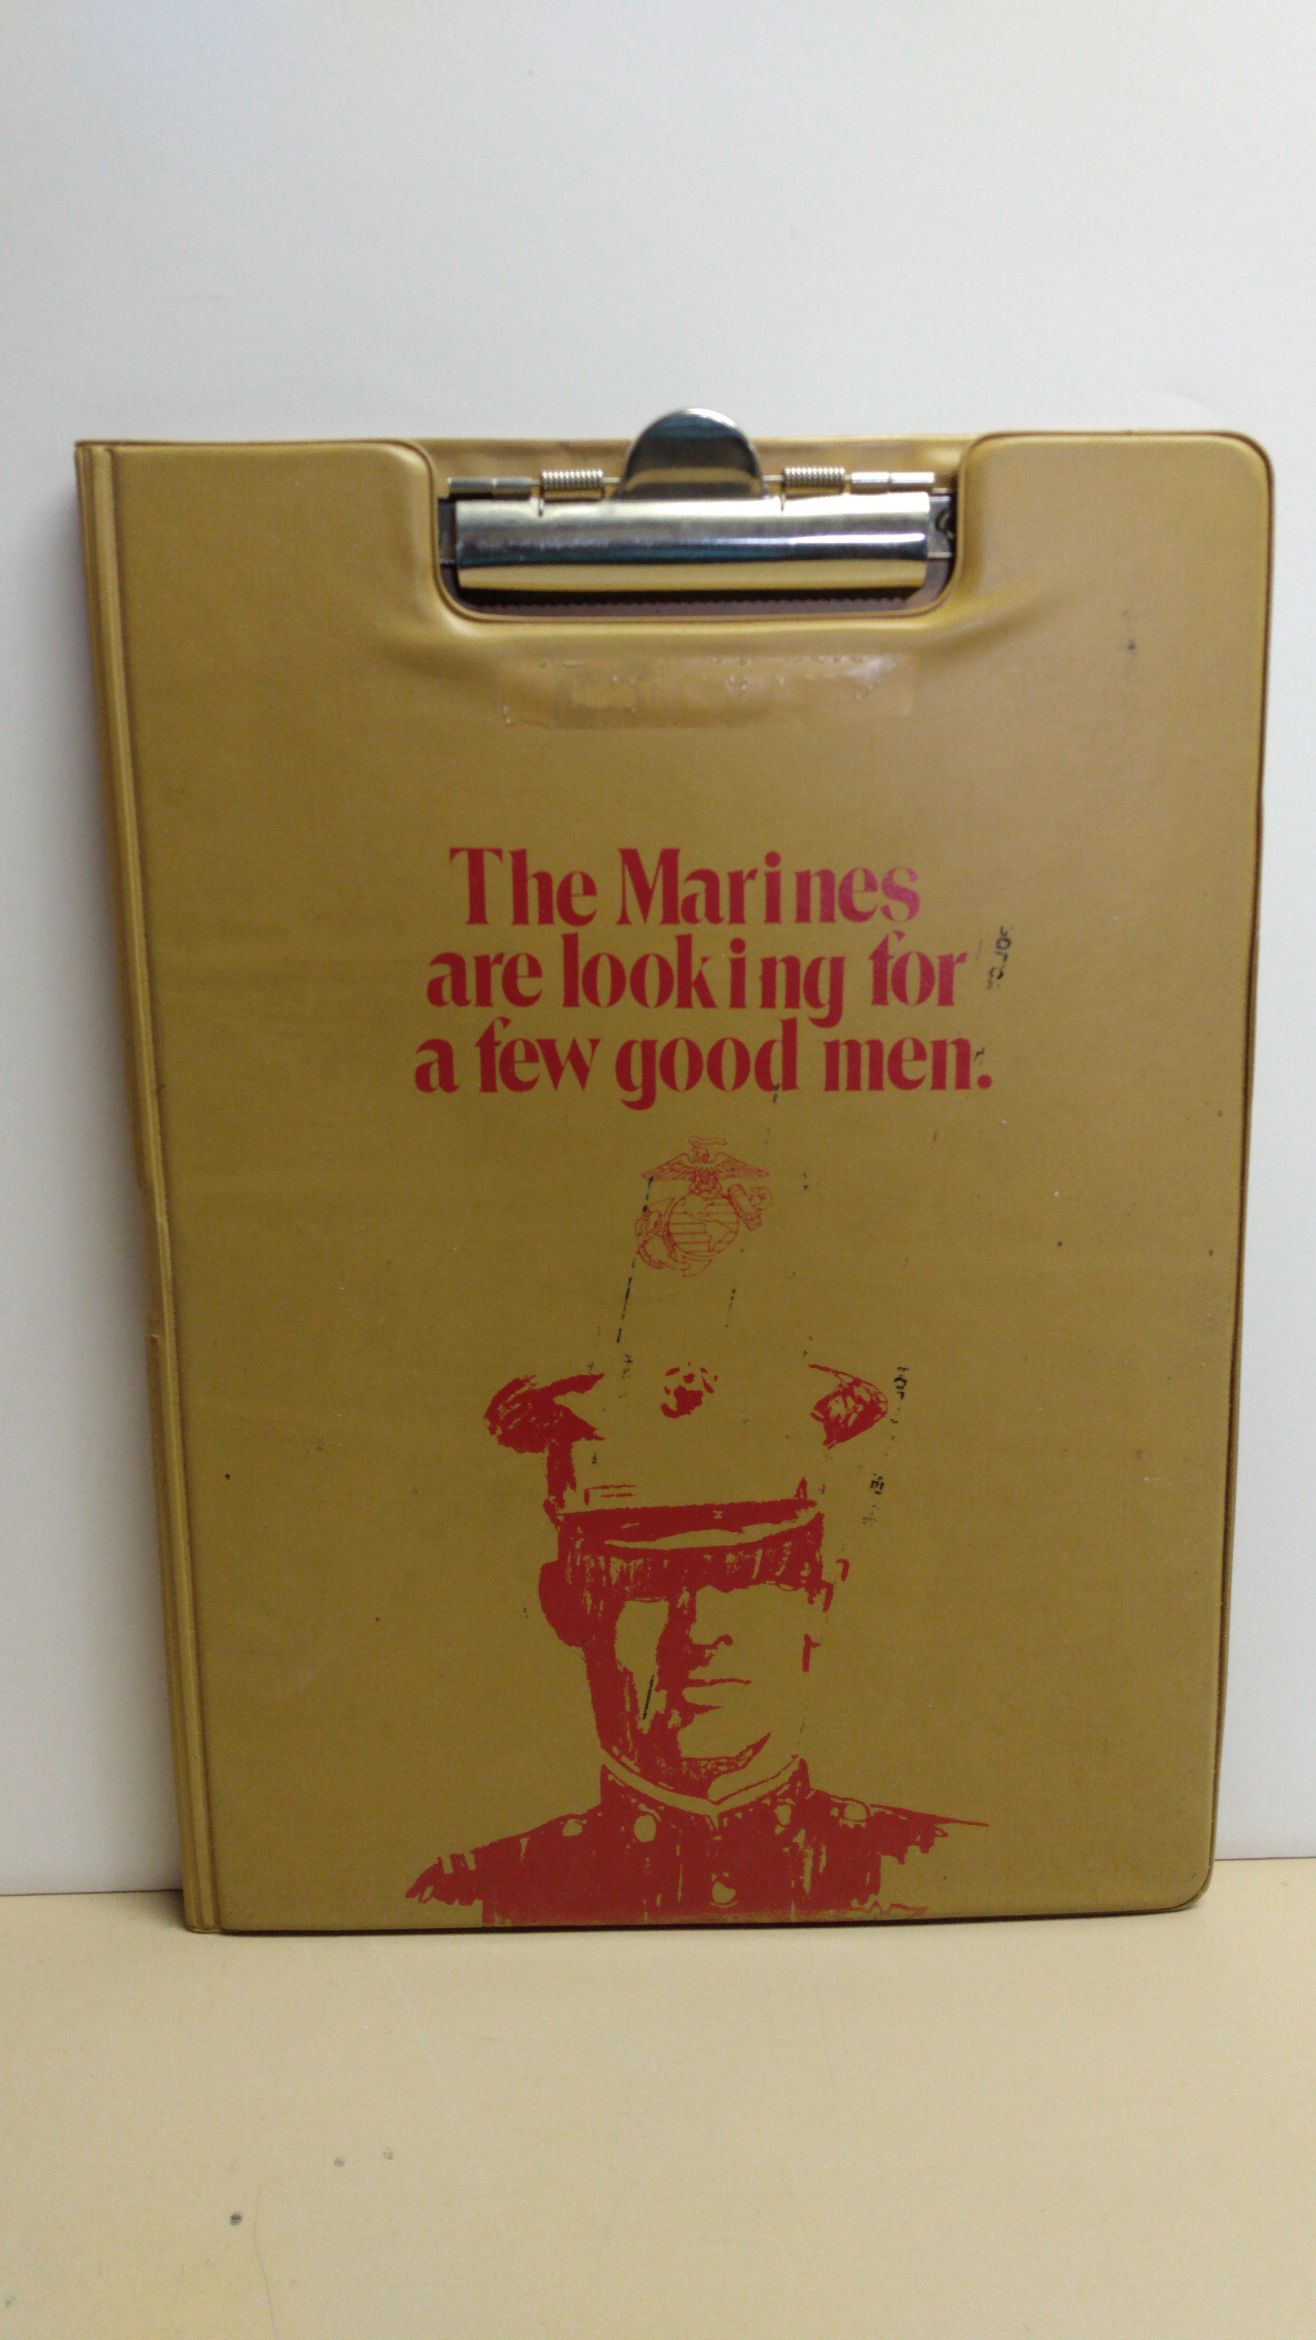 The Marines
are looking for
a few good men.